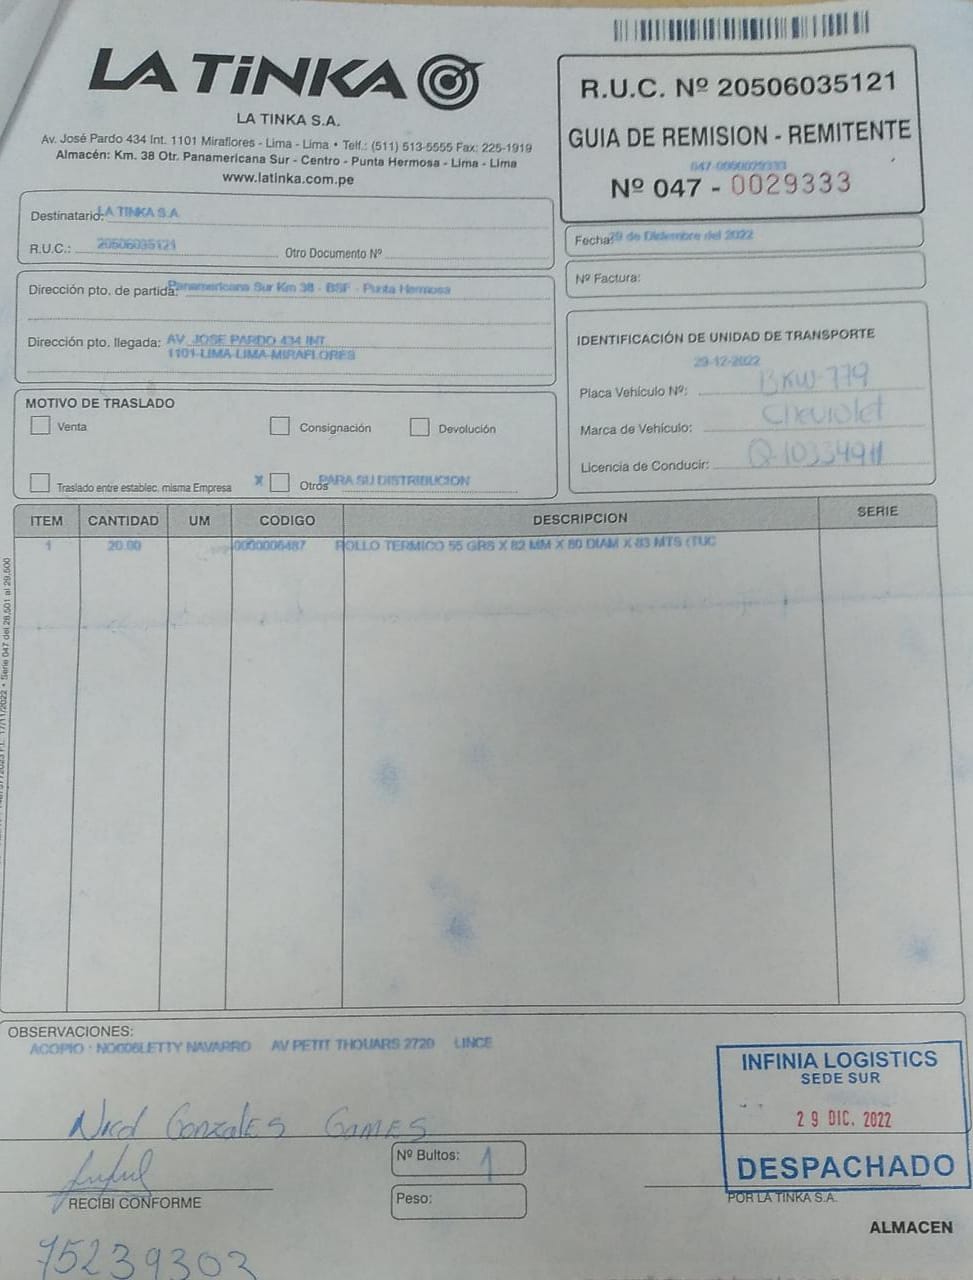 LA TiNKA
LA TINKA S.A.
Av. José Pardo 434 Int. 1101 Miraflores - Lima - Lima • Telf.: (511) 513-5555 Fax: 225-1919
Almacén: Km. 38 Otr. Panamericana Sur - Centro - Punta Hermosa - Lima - Lima
www.latinka.com.pe
R.U.C. Nº 20506035121
GUIA DE REMISION - REMITENTE
047-0000029333
Nº 047 - 0029333
Destinatario: LA TINKA S.A
R.U.C.: 20506035121 Otro Documento Nº
Fecha: 29 de Diciembre del 2022
Nº Factura:
Dirección pto. de partida: Panamericana Sur Km 38 - BSF - Punta Hermosa
Dirección pto. llegada: AV. JOSE PARDO 434 INT
1101-LIMA-LIMA-MIRAFLORES
IDENTIFICACIÓN DE UNIDAD DE TRANSPORTE
29-12-2022
Placa Vehículo Nº: BKW-779
Marca de Vehículo: Chevrolet
Licencia de Conducir: Q-10334911
MOTIVO DE TRASLADO
Venta Consignación Devolución
Traslado entre establec. misma Empresa X Otros PARA SU DISTRIBUCION
ITEM CANTIDAD UM CODIGO DESCRIPCION SERIE
1 20.00 0000006487 ROLLO TERMICO 55 GRS X 82 MM X 80 DIAM X 83 MTS (TUC
Serie 047 del 28,501 al 29,500
OBSERVACIONES:
ACOPIO : NO006LETTY NAVARRO AV PETIT THOUARS 2720 LINCE
INFINIA LOGISTICS
SEDE SUR
29 DIC. 2022
DESPACHADO
Nicol Gonzales Games
Nº Bultos: 1
Peso:
RECIBI CONFORME
POR LA TINKA S.A.
ALMACEN
75239303